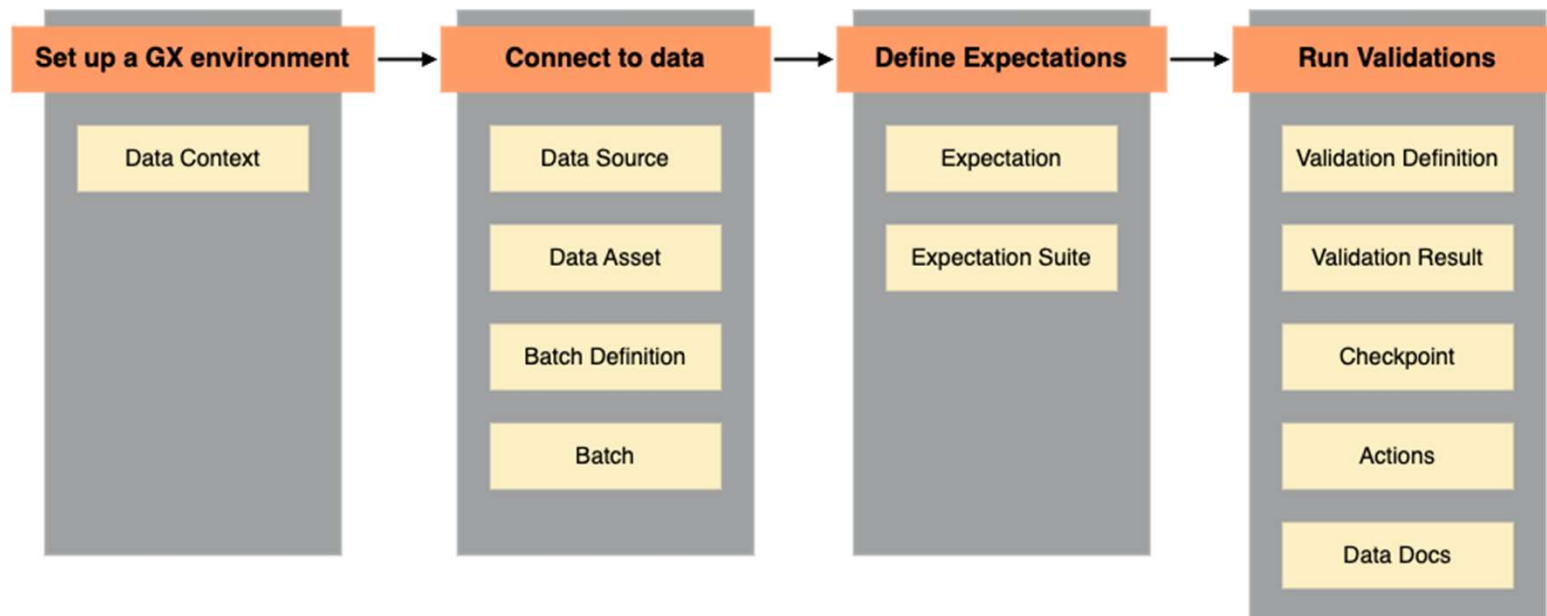 Set up a GX environment
Data Context
Connect to data
Data Source
Data Asset
Batch Definition
Batch
Define Expectations
Expectation
Expectation Suite
Run Validations
Validation Definition
Validation Result
Checkpoint
Actions
Data Docs